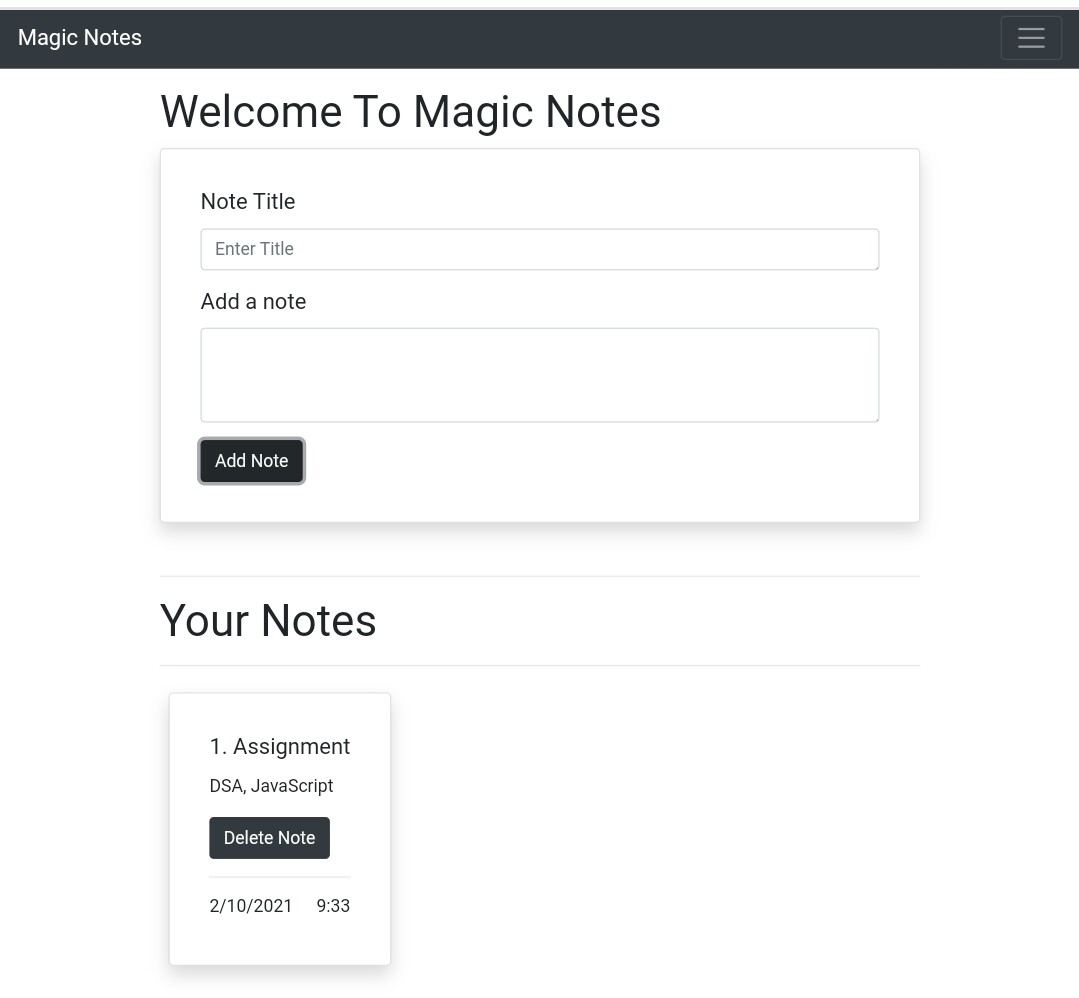 Magic Notes
Welcome To Magic Notes
Note Title
Enter Title
Add a note
Add Note
Your Notes
1. Assignment
DSA, JavaScript
Delete Note
2/10/2021 9:33